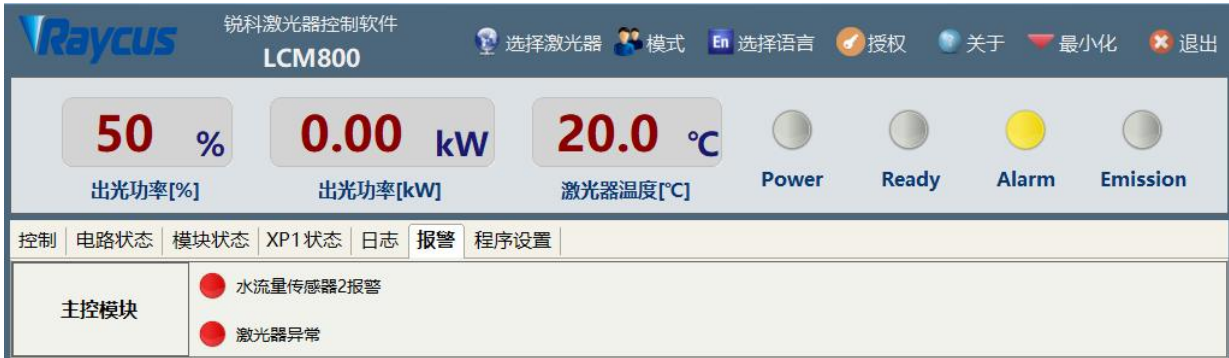 Raycus
锐科激光器控制软件
LCM800
选择激光器 模式 En 选择语言 授权 关于 最小化 退出
50 % 0.00 kW 20.0 ℃
出光功率[%] 出光功率[kW] 激光器温度[℃] Power Ready Alarm Emission
控制 电路状态 模块状态 XP1状态 日志 报警 程序设置
主控模块
水流量传感器2报警
激光器异常